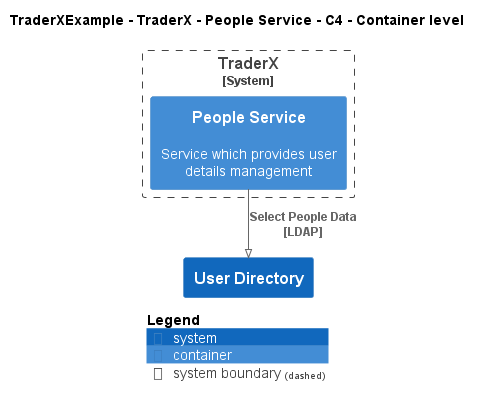 TraderXExample - TraderX - People Service - C4 - Container level
TraderX
[System]
People Service
Service which provides user
details management
Select People Data
[LDAP]
User Directory
Legend
system
container
system boundary (dashed)